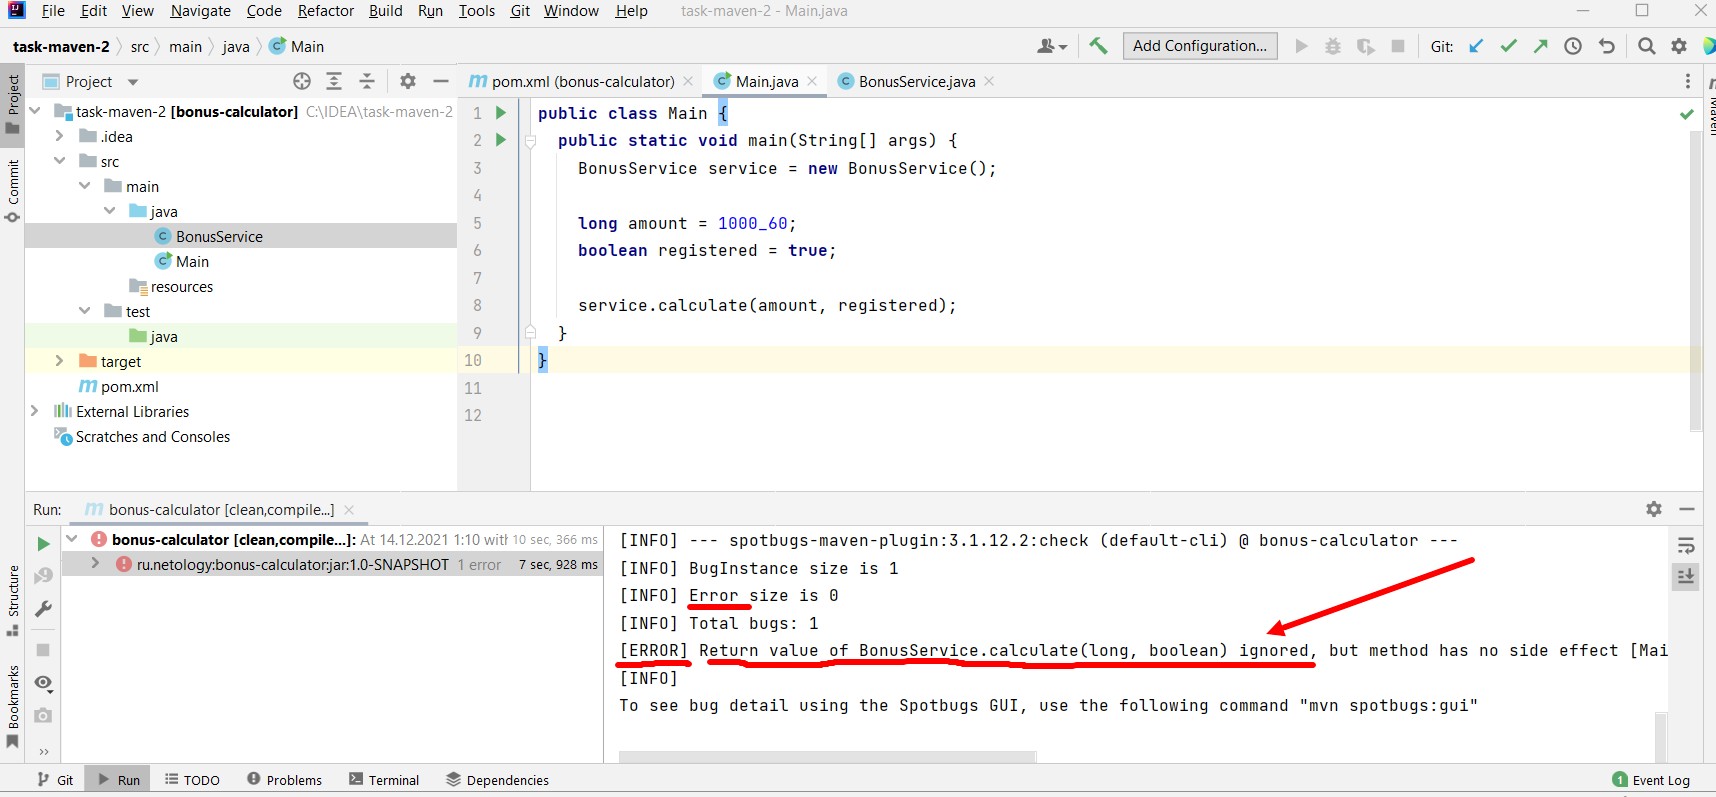 File Edit View Navigate Code Refactor Build Run Tools Git Window Help task-maven-2 - Main.java
task-maven-2 src main java Main Add Configuration... Git:
Project pom.xml (bonus-calculator) Main.java BonusService.java
Project
Commit
Structure
Bookmarks
Maven
task-maven-2 [bonus-calculator] C:\IDEA\task-maven-2
.idea
src
main
java
BonusService
Main
resources
test
java
target
pom.xml
External Libraries
Scratches and Consoles
1 public class Main {
2 public static void main(String[] args) {
3 BonusService service = new BonusService();
4
5 long amount = 1000_60;
6 boolean registered = true;
7
8 service.calculate(amount, registered);
9 }
10 }
11
12
Run: bonus-calculator [clean,compile...]
bonus-calculator [clean,compile...]: At 14.12.2021 1:10 with 10 sec, 366 ms
ru.netology:bonus-calculator:jar:1.0-SNAPSHOT 1 error 7 sec, 928 ms
[INFO] --- spotbugs-maven-plugin:3.1.12.2:check (default-cli) @ bonus-calculator ---
[INFO] BugInstance size is 1
[INFO] Error size is 0
[INFO] Total bugs: 1
[ERROR] Return value of BonusService.calculate(long, boolean) ignored, but method has no side effect [Mai
[INFO]
To see bug detail using the Spotbugs GUI, use the following command "mvn spotbugs:gui"
Git Run TODO Problems Terminal Dependencies 1 Event Log